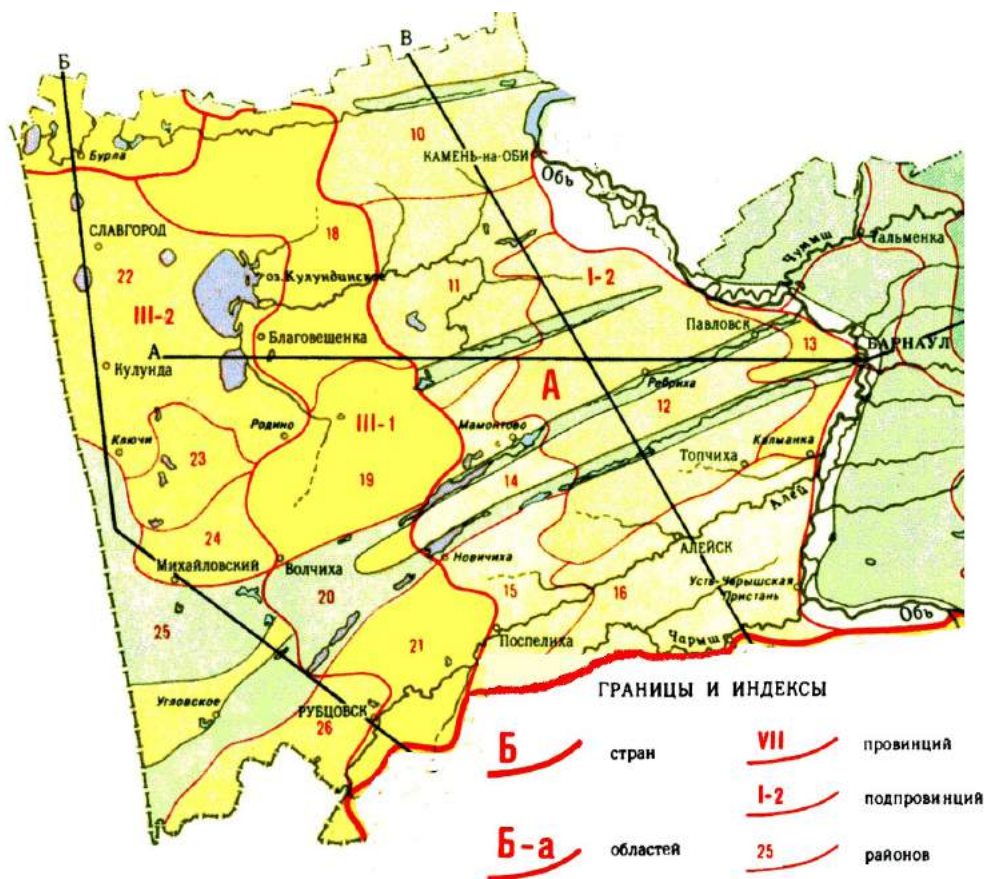 В
Б
10
Бурла
КАМЕНЬ-на-ОБИ
Обь
СЛАВГОРОД
18
Чумыш
Тальменка
22
оз.Кулундинское
11
I-2
III-2
Павловск
Благовещенка
13
БАРНАУЛ
А
Кулунда
А
Ребриха
12
Ключи
Родино
III-1
Мамонтово
Калманка
23
Топчиха
19
14
Алей
24
АЛЕЙСК
Михайловский
Волчиха
Новичиха
20
15
16
Усть-Чарышская
Пристань
25
Обь
21
Поспелиха
Чарыш
Угловское
РУБЦОВСК
26
ГРАНИЦЫ И ИНДЕКСЫ
Б
стран
VII
провинций
I-2
подпровинций
Б-а
областей
25
районов